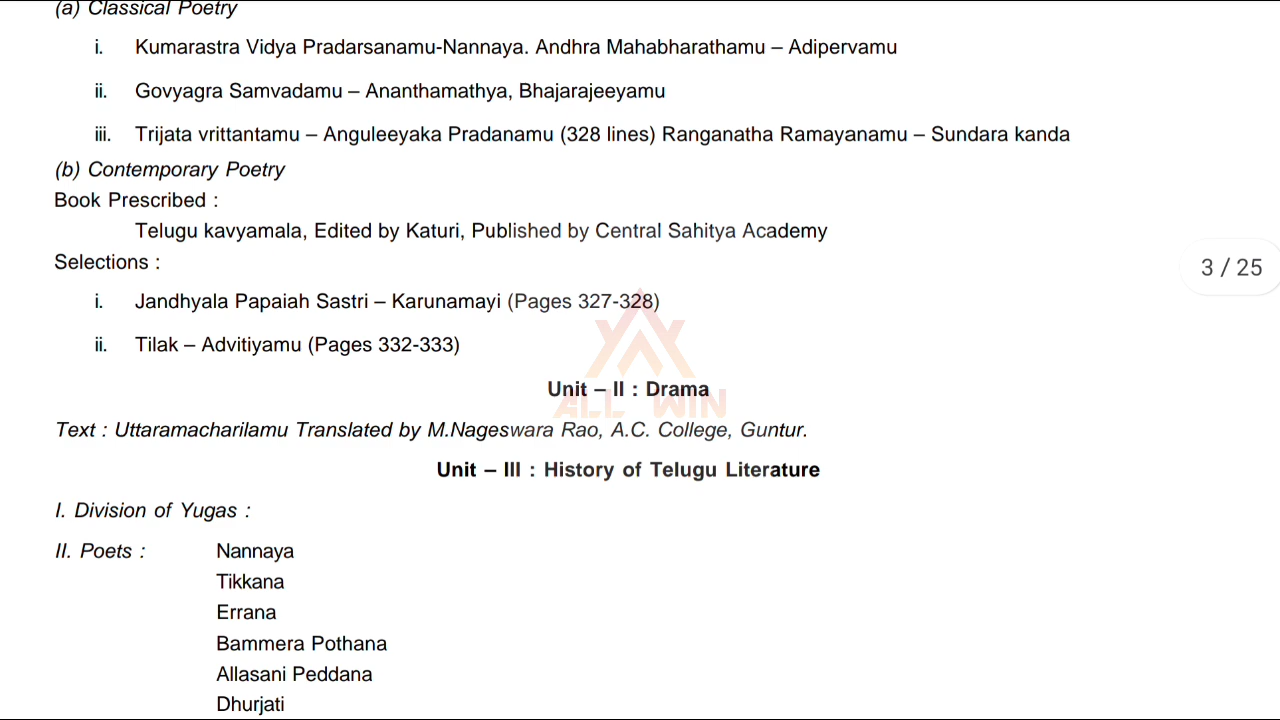 (a) Classical Poetry
i. Kumarastra Vidya Pradarsanamu-Nannaya. Andhra Mahabharathamu – Adipervamu
ii. Govyagra Samvadamu – Ananthamathya, Bhajarajeeyamu
iii. Trijata vrittantamu – Anguleeyaka Pradanamu (328 lines) Ranganatha Ramayanamu – Sundara kanda
(b) Contemporary Poetry
Book Prescribed :
Telugu kavyamala, Edited by Katuri, Published by Central Sahitya Academy
3 / 25
Selections :
i. Jandhyala Papaiah Sastri – Karunamayi (Pages 327-328)
ii. Tilak – Advitiyamu (Pages 332-333)
Unit – II : Drama
ALL WIN
Text : Uttaramacharilamu Translated by M.Nageswara Rao, A.C. College, Guntur.
Unit – III : History of Telugu Literature
I. Division of Yugas :
II. Poets : Nannaya
Tikkana
Errana
Bammera Pothana
Allasani Peddana
Dhurjati